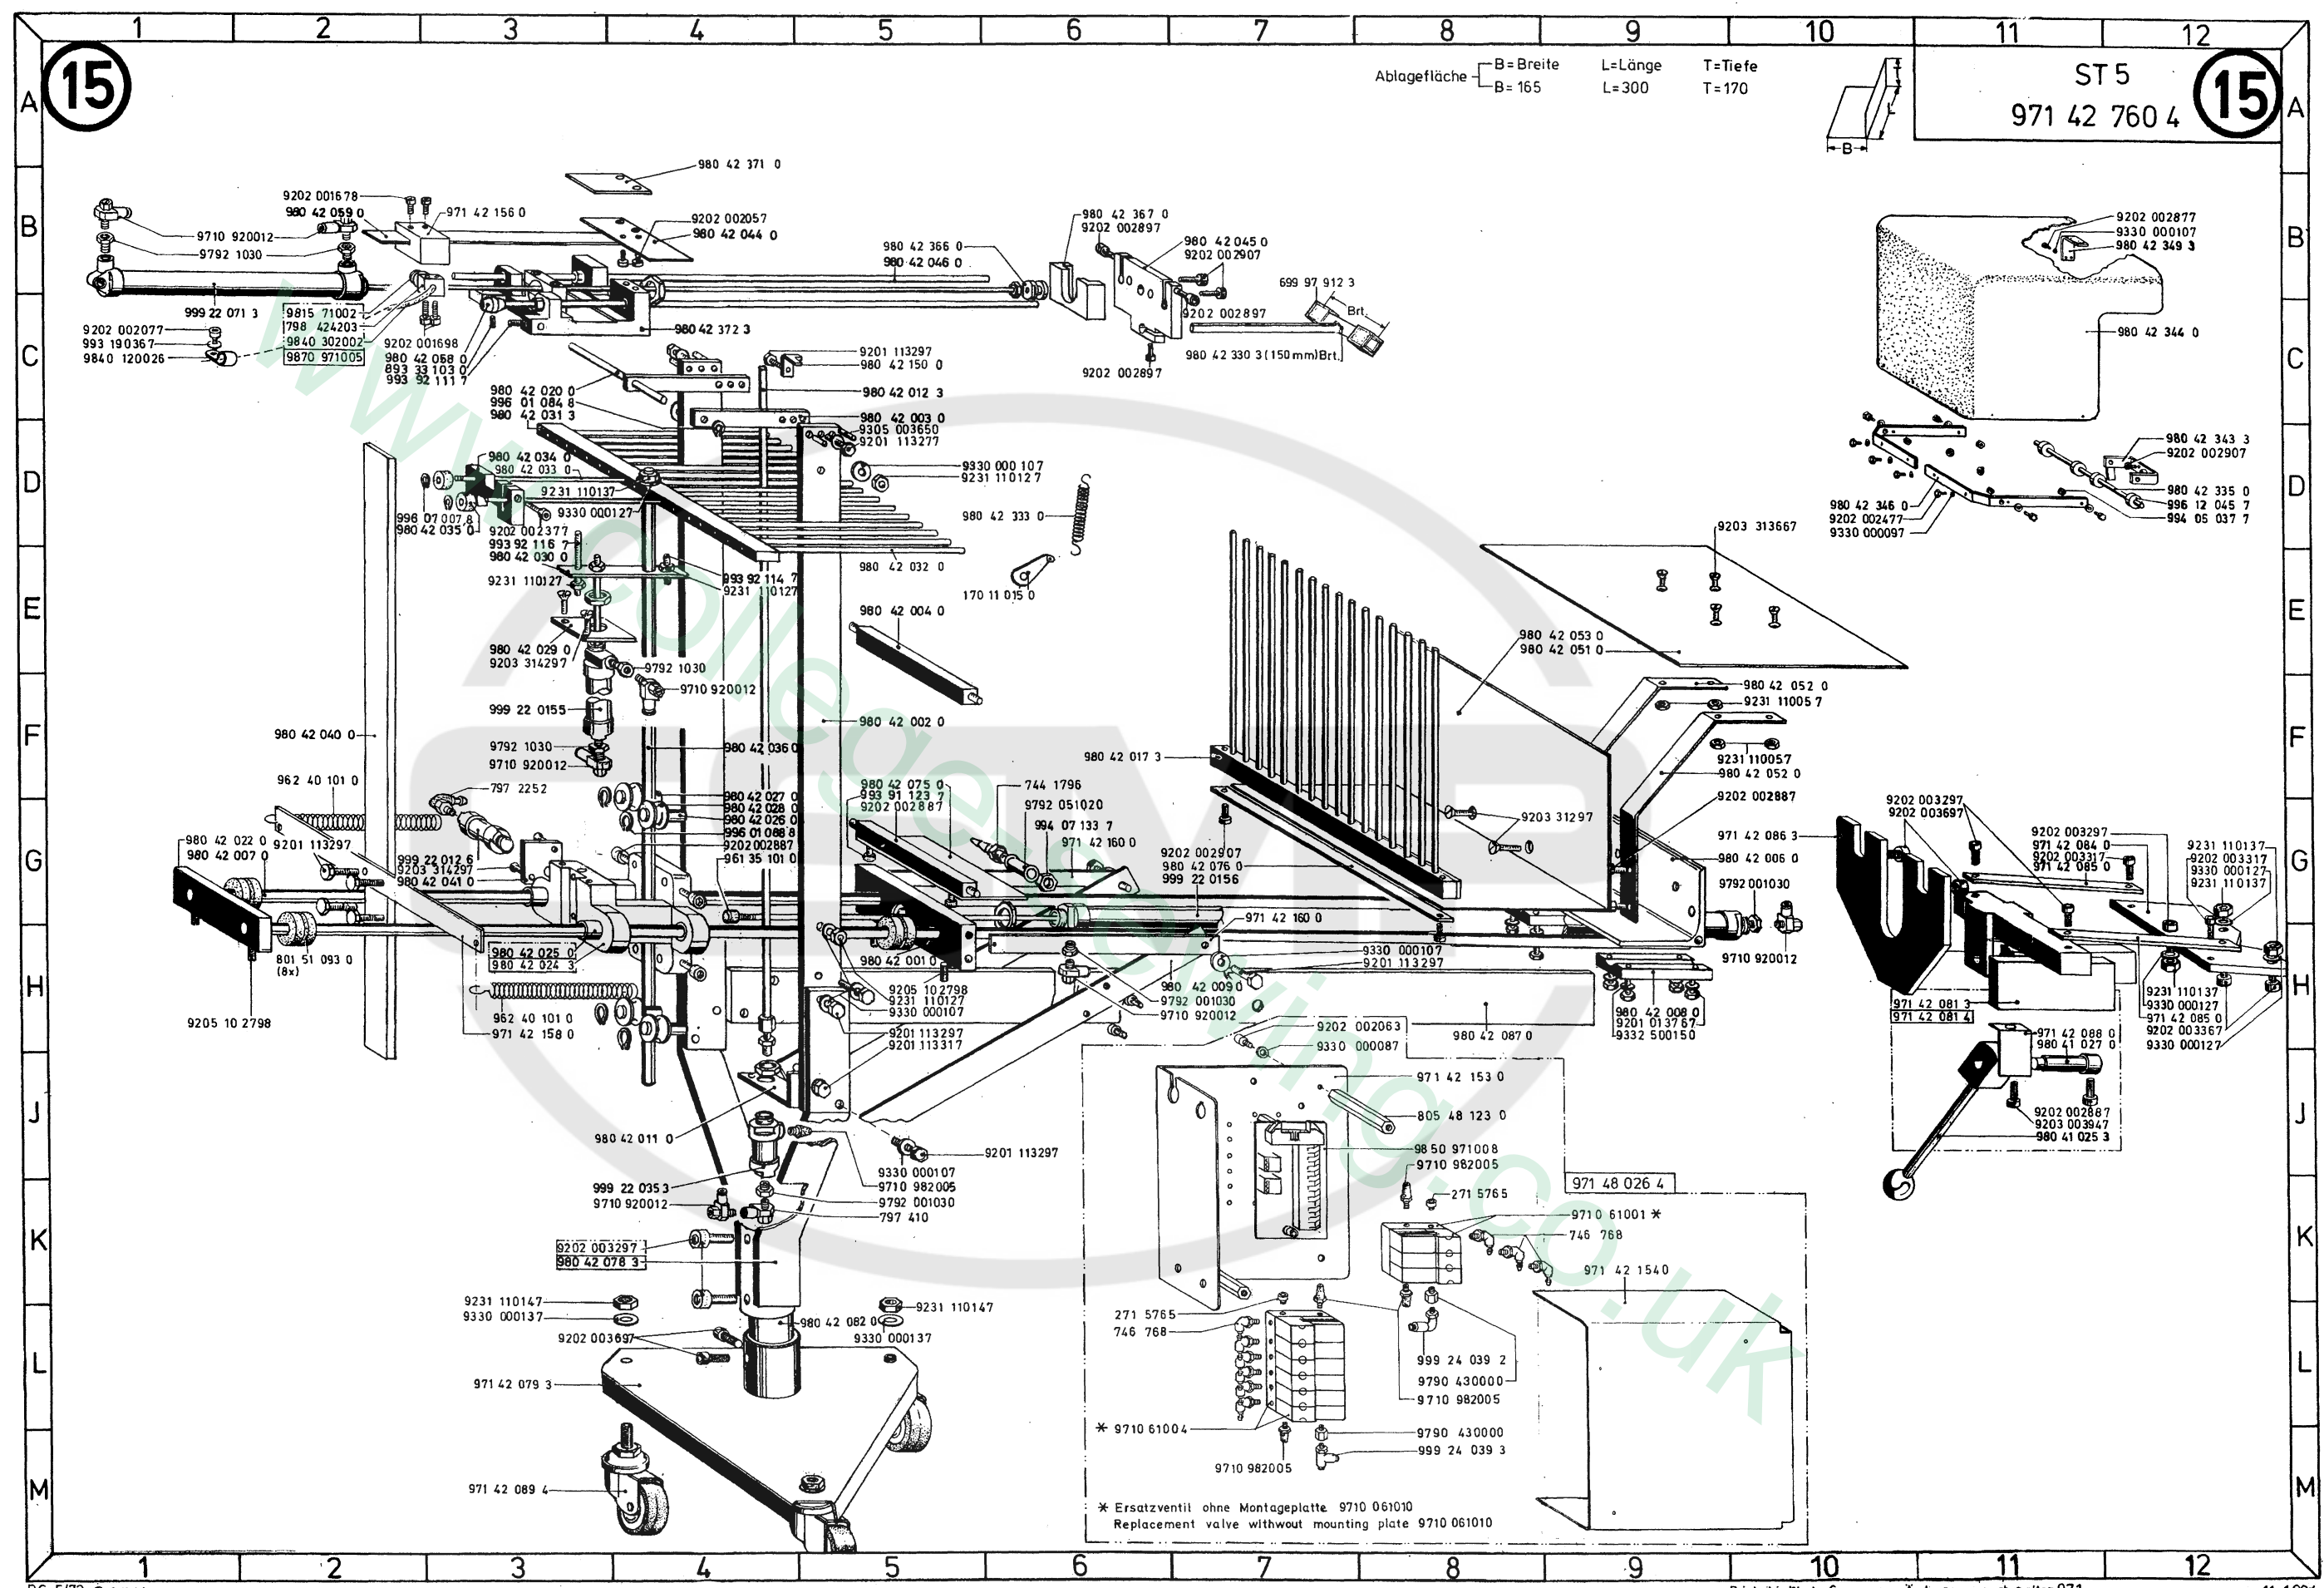 1 2 3 4 5 6 7 8 9 10 11 12
A B C D E F G H J K L M
15
Ablagefläche B=Breite L=Länge T=Tiefe
B=165 L=300 T=170
B
L
T
ST 5
971 42 760 4
15
980 42 371 0
9202 001678
980 42 059 0
971 42 156 0
9710 920012
9792 1030
9202 002057
980 42 044 0
980 42 366 0
980 42 046 0
980 42 367 0
9202 002897
980 42 045 0
9202 002907
699 97 912 3
Brt.
9202 002897
980 42 330 3 (150mm)Brt.
9202 002897
9202 002877
9330 000107
980 42 349 3
980 42 344 0
999 22 071 3
9815 71002
798 424203
9840 302002
9870 971005
9202 002077
993 190367
9840 120026
9202 001698
980 42 058 0
893 33 103 0
993 92 111 7
980 42 372 3
9201 113297
980 42 150 0
980 42 020 0
996 01 084 8
980 42 031 3
980 42 012 3
980 42 003 0
9305 003650
9201 113277
980 42 034 0
980 42 033 0
9231 110137
9330 000127
9330 000 107
9231 110127
980 42 333 0
996 07 007 8
980 42 035 0
9202 002377
993 92 116 7
980 42 030 0
9231 110127
993 92 114 7
9231 110127
980 42 032 0
170 11 015 0
980 42 343 3
9202 002907
980 42 335 0
996 12 045 7
994 05 037 7
980 42 346 0
9202 002477
9330 000097
9203 313667
980 42 004 0
980 42 029 0
9203 314297
9792 1030
9710 920012
980 42 053 0
980 42 051 0
980 42 052 0
9231 11005 7
999 22 0155
980 42 002 0
980 42 040 0
9792 1030
9710 920012
980 42 036 0
980 42 017 3
9231 110057
980 42 052 0
9202 002887
962 40 101 0
797 2252
980 42 027 0
980 42 028 0
980 42 026 0
996 01 088 8
9202 002887
961 35 101 0
980 42 075 0
993 91 123 7
9202 002887
744 1796
9792 051020
994 07 133 7
971 42 160 0
9203 31297
9202 003297
9202 003697
971 42 086 3
980 42 006 0
980 42 022 0
980 42 007 0
9201 113297
999 22 012 6
9203 314297
980 42 041 0
9202 002907
980 42 076 0
999 22 0156
971 42 160 0
9792 001030
9202 003297
971 42 084 0
9202 003317
971 42 085 0
9231 110137
9202 003317
9330 000127
9231 110137
801 51 093 0
(8x)
9205 10 2798
980 42 025 0
980 42 024 3
962 40 101 0
971 42 158 0
980 42 001 0
9205 10 2798
9231 110127
9330 000107
9201 113297
9201 113317
9330 000107
9201 113297
980 42 009 0
9792 001030
9710 920012
9710 920012
980 42 008 0
9201 013767
9332 500150
980 42 087 0
9202 002063
9330 000087
971 42 081 3
971 42 081 4
9231 110137
9330 000127
971 42 085 0
9202 003367
9330 000127
971 42 088 0
980 41 027 0
9202 002887
9203 003947
980 41 025 3
971 42 153 0
805 48 123 0
980 42 011 0
9201 113297
9330 000107
9710 982005
9792 001030
797 410
999 22 035 3
9710 920012
9202 003297
980 42 078 3
9850 971008
9710 982005
271 5765
971 48 026 4
9710 61001 *
746 768
971 42 154 0
9231 110147
9330 000137
9202 003697
980 42 082 0
9231 110147
9330 000137
971 42 079 3
271 5765
746 768
999 24 039 2
9790 430000
9710 982005
* 9710 61004
9790 430000
999 24 039 3
9710 982005
971 42 089 4
* Ersatzventil ohne Montageplatte 9710 061010
Replacement valve withwout mounting plate 9710 061010
1 2 3 4 5 6 7 8 9 10 11 12
www.collegesewing.co.uk